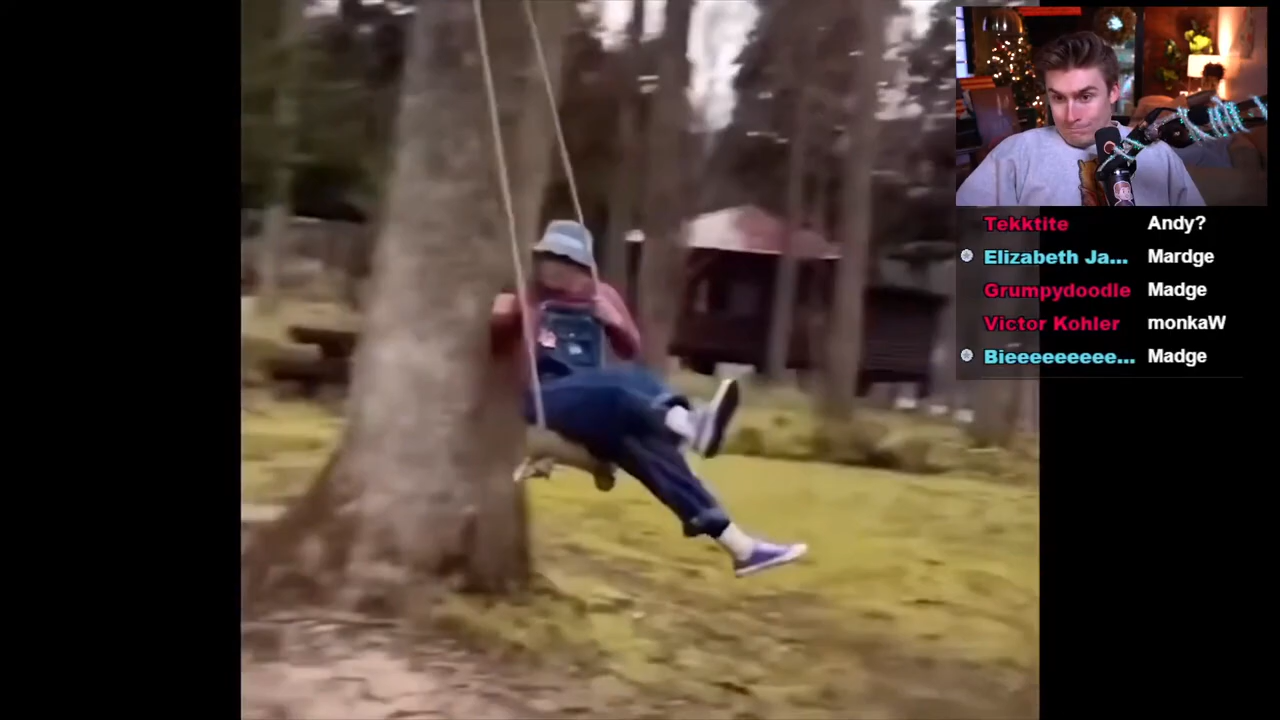 Tekktite Andy?
Elizabeth Ja... Mardge
Grumpydoodle Madge
Victor Kohler monkaW
Bieeeeeeeee... Madge